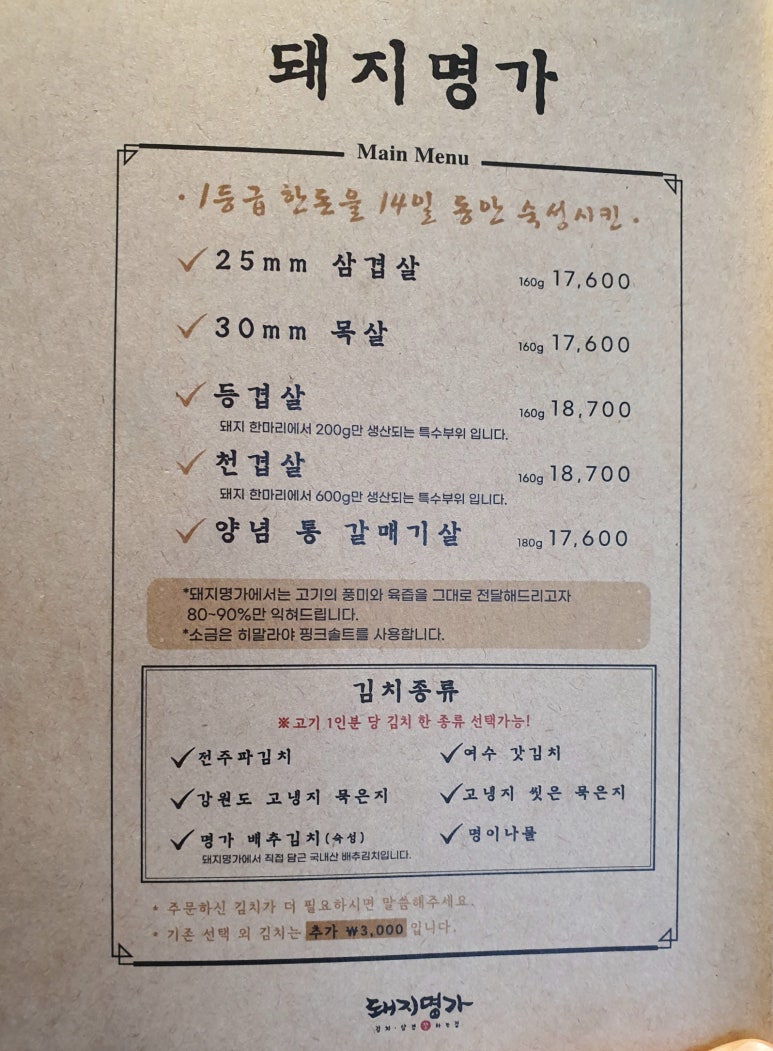 돼지명가
Main Menu
· 1등급 한돈을 14일 동안 숙성시킨 ·
25mm 삼겹살 160g 17,600
30mm 목살 160g 17,600
등겹살 160g 18,700
돼지 한마리에서 200g만 생산되는 특수부위 입니다.
천겹살 160g 18,700
돼지 한마리에서 600g만 생산되는 특수부위 입니다.
양념 통 갈매기살 180g 17,600
*돼지명가에서는 고기의 풍미와 육즙을 그대로 전달해드리고자
80~90%만 익혀드립니다.
*소금은 히말라야 핑크솔트를 사용합니다.
김치종류
※고기 1인분 당 김치 한 종류 선택가능!
전주파김치 여수 갓김치
강원도 고냉지 묵은지 고냉지 씻은 묵은지
명가 배추김치(숙성) 명이나물
돼지명가에서 직접 담근 국내산 배추김치입니다.
* 주문하신 김치가 더 필요하시면 말씀해주세요.
* 기존 선택 외 김치는 추가 ₩3,000 입니다.
돼지명가